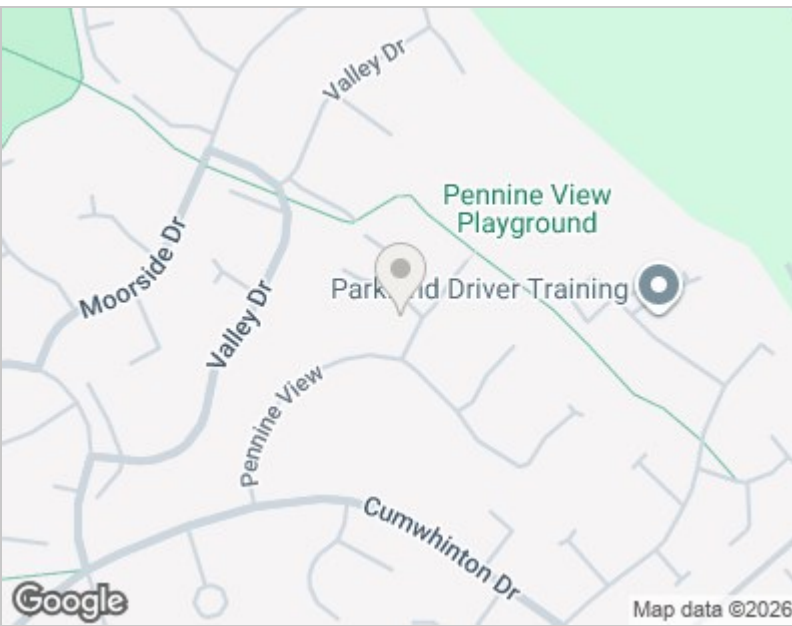 Valley Dr
Pennine View
Playground
Moorside Dr
Parkland Driver Training
Valley Dr
Pennine View
Cumwhinton Dr
Google
Map data ©2026